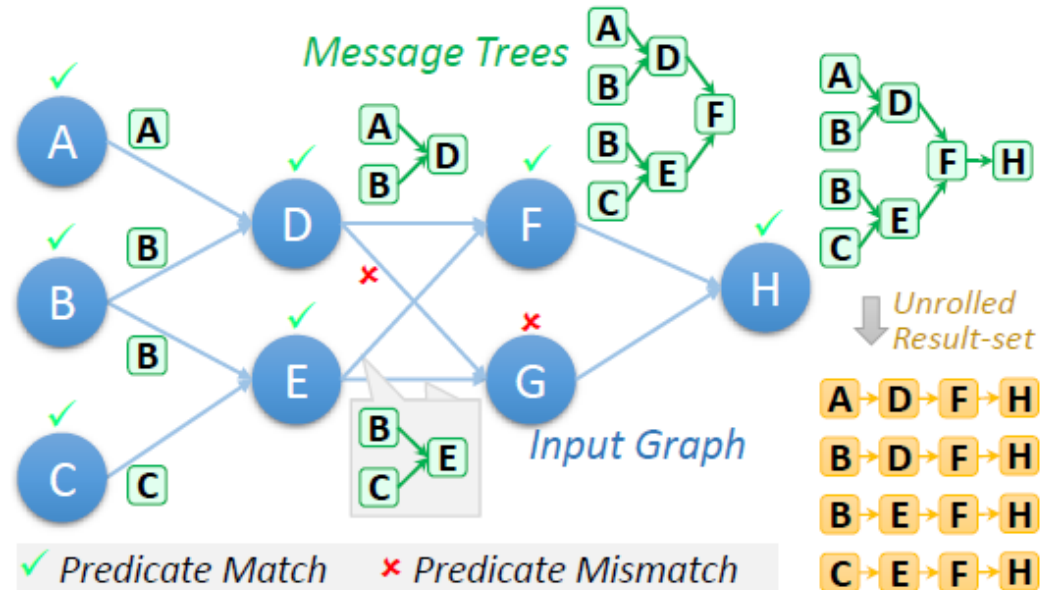 Message Trees
A
B
C
D
E
F
G
H
A
B
B
C
A
B
D
B
C
E
A
B
D
B
C
E
F
A
B
D
B
C
E
F
H
Input Graph
Unrolled
Result-set
A D F H
B D F H
B E F H
C E F H
Predicate Match
Predicate Mismatch